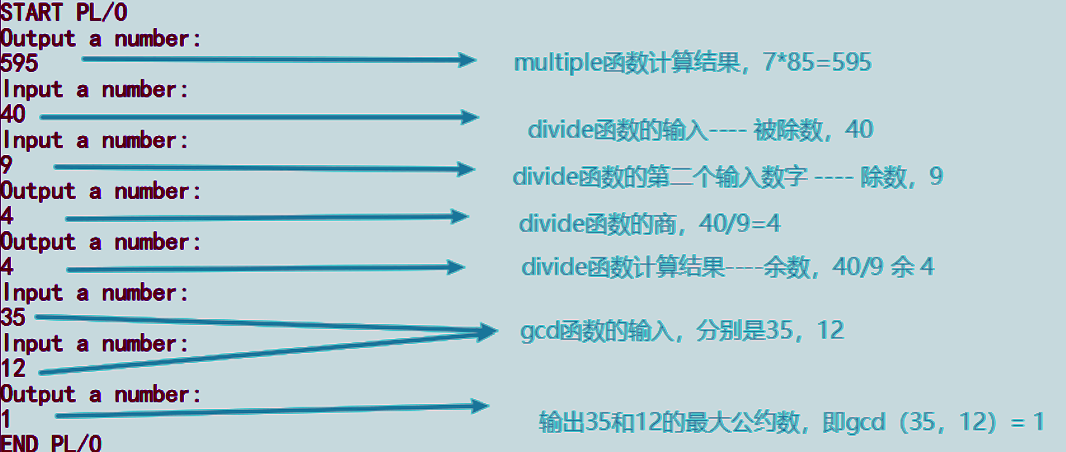 START PL/0
Output a number:
595
multiple函数计算结果，7*85=595
Input a number:
40
divide函数的输入---- 被除数，40
Input a number:
9
divide函数的第二个输入数字 ---- 除数，9
Output a number:
4
divide函数的商，40/9=4
Output a number:
4
divide函数计算结果----余数，40/9 余 4
Input a number:
35
gcd函数的输入，分别是35，12
Input a number:
12
Output a number:
1
输出35和12的最大公约数，即gcd（35，12）= 1
END PL/0